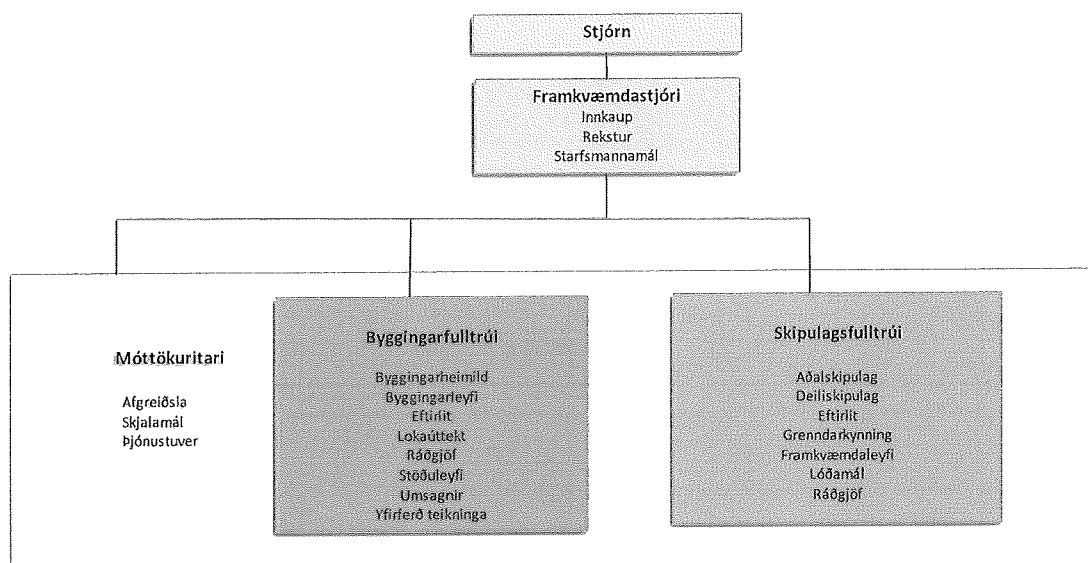 Stjórn
Framkvæmdastjóri
Innkaup
Rekstur
Starfsmannamál
Móttökuritari
Afgreiðsla
Skjalamál
Þjónustuver
Byggingarfulltrúi
Byggingarheimild
Byggingarleyfi
Eftirlit
Lokaúttekt
Ráðgjöf
Stöðuleyfi
Umsagnir
Yfirferð teikninga
Skipulagsfulltrúi
Aðalskipulag
Deiliskipulag
Eftirlit
Grenndarkynning
Framkvæmdaleyfi
Lóðamál
Ráðgjöf